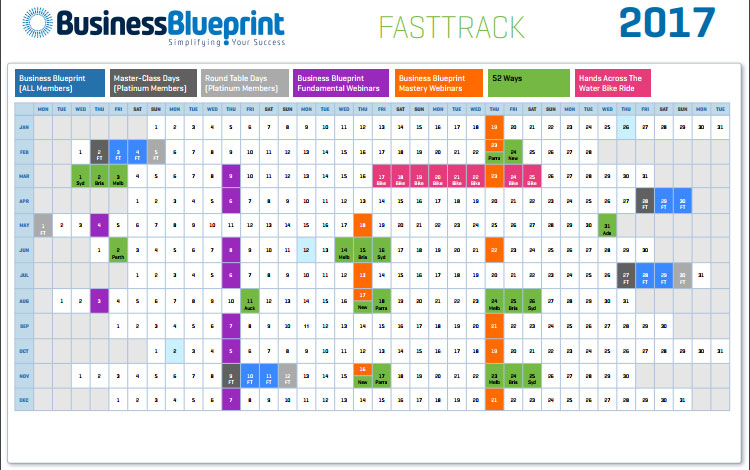 BusinessBlueprint
Simplifying Your Success
FASTTRACK
2017
Business Blueprint
(ALL Members)
Master-Class Days
(Platinum Members)
Round Table Days
(Platinum Members)
Business Blueprint
Fundamental Webinars
Business Blueprint
Mastery Webinars
52 Ways
Hands Across The
Water Bike Ride
MON TUE WED THU FRI SAT SUN MON TUE WED THU FRI SAT SUN MON TUE WED THU FRI SAT SUN MON TUE WED THU FRI SAT SUN MON TUE WED THU FRI SAT SUN MON TUE
JAN 1 2 3 4 5 6 7 8 9 10 11 12 13 14 15 16 17 18 19 20 21 22 23 24 25 26 27 28 29 30 31
FEB 1 2 3 4 5 6 7 8 9 10 11 12 13 14 15 16 17 18 19 20 21 22 23 24 25 26 27 28
FT FT FT FT Parra New
MAR 1 2 3 4 5 6 7 8 9 10 11 12 13 14 15 16 17 18 19 20 21 22 23 24 25 26 27 28 29 30 31
Syd Bris Melb Bike Bike Bike Bike Bike Bike Bike Bike
APR 1 2 3 4 5 6 7 8 9 10 11 12 13 14 15 16 17 18 19 20 21 22 23 24 25 26 27 28 29 30
FT FT FT
MAY 1 2 3 4 5 6 7 8 9 10 11 12 13 14 15 16 17 18 19 20 21 22 23 24 25 26 27 28 29 30 31
FT Ade
JUN 1 2 3 4 5 6 7 8 9 10 11 12 13 14 15 16 17 18 19 20 21 22 23 24 25 26 27 28 29 30
Perth Melb Bris Syd
JUL 1 2 3 4 5 6 7 8 9 10 11 12 13 14 15 16 17 18 19 20 21 22 23 24 25 26 27 28 29 30 31
FT FT FT FT
AUG 1 2 3 4 5 6 7 8 9 10 11 12 13 14 15 16 17 18 19 20 21 22 23 24 25 26 27 28 29 30 31
Auck New Parra Melb Bris Syd
SEP 1 2 3 4 5 6 7 8 9 10 11 12 13 14 15 16 17 18 19 20 21 22 23 24 25 26 27 28 29 30
OCT 1 2 3 4 5 6 7 8 9 10 11 12 13 14 15 16 17 18 19 20 21 22 23 24 25 26 27 28 29 30 31
NOV 1 2 3 4 5 6 7 8 9 10 11 12 13 14 15 16 17 18 19 20 21 22 23 24 25 26 27 28 29 30
FT FT FT FT New Parra Melb Bris Syd
DEC 1 2 3 4 5 6 7 8 9 10 11 12 13 14 15 16 17 18 19 20 21 22 23 24 25 26 27 28 29 30 31